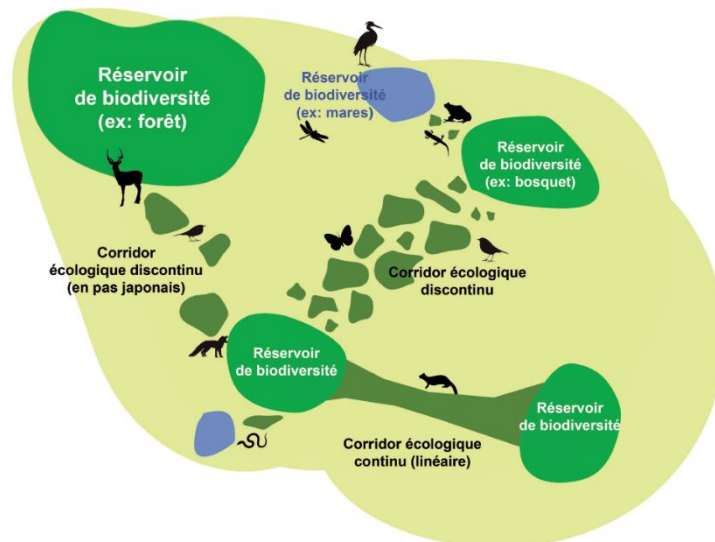 Réservoir
de biodiversité
(ex: forêt)
Réservoir
de biodiversité
(ex: mares)
Réservoir
de biodiversité
(ex: bosquet)
Corridor
écologique discontinu
(en pas japonais)
Corridor écologique
discontinu
Réservoir
de biodiversité
Réservoir
de biodiversité
Corridor écologique
continu (linéaire)